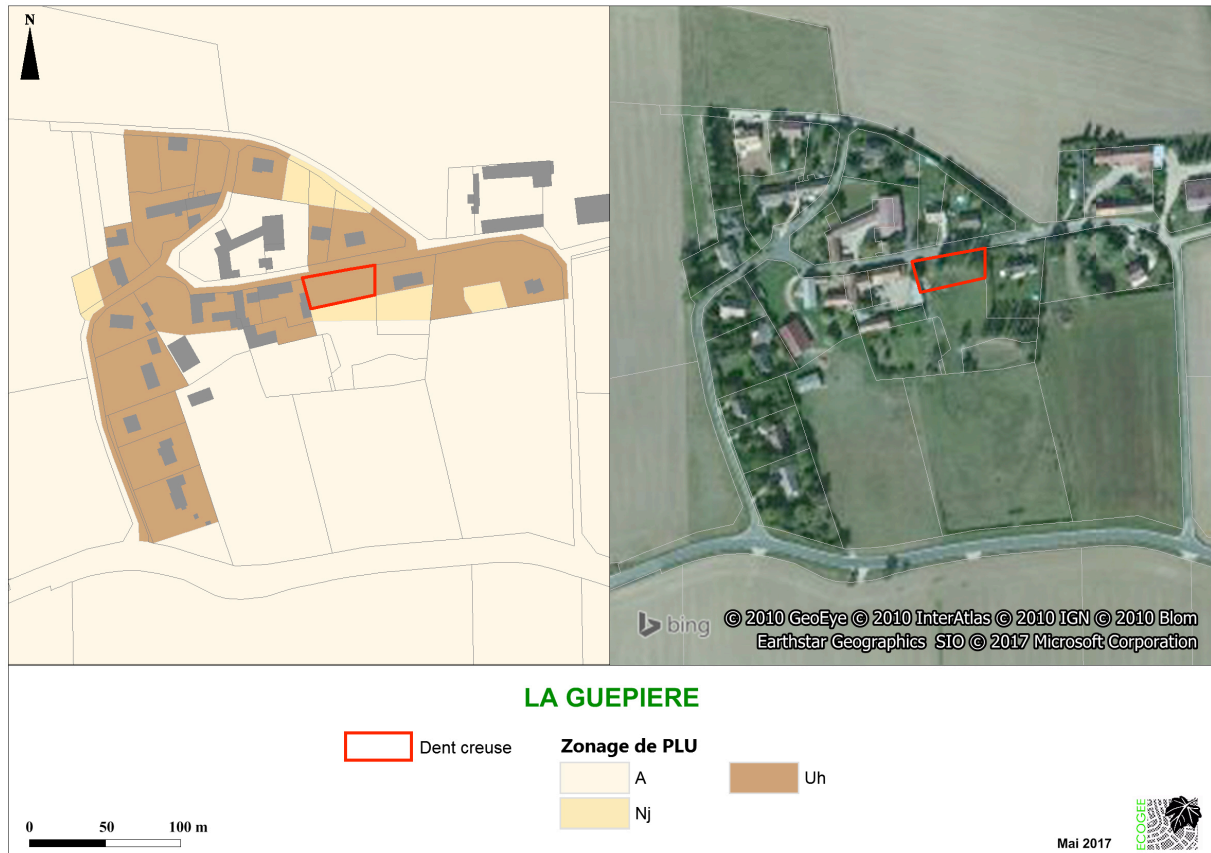 N
bing
© 2010 GeoEye © 2010 InterAtlas © 2010 IGN © 2010 Blom
Earthstar Geographics SIO © 2017 Microsoft Corporation
LA GUEPIERE
Dent creuse
Zonage de PLU
A
Uh
Nj
0 50 100 m
Mai 2017
ECOGEE